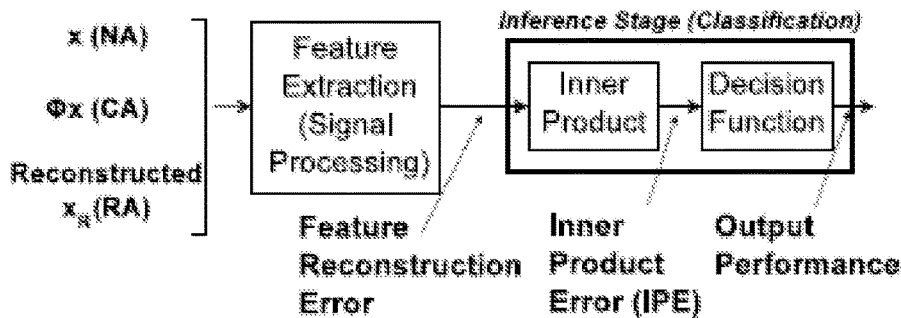 x (NA)
Φx (CA)
Reconstructed
xR(RA)
Feature
Extraction
(Signal
Processing)
Inference Stage (Classification)
Inner
Product
Decision
Function
Feature
Reconstruction
Error
Inner
Product
Error (IPE)
Output
Performance